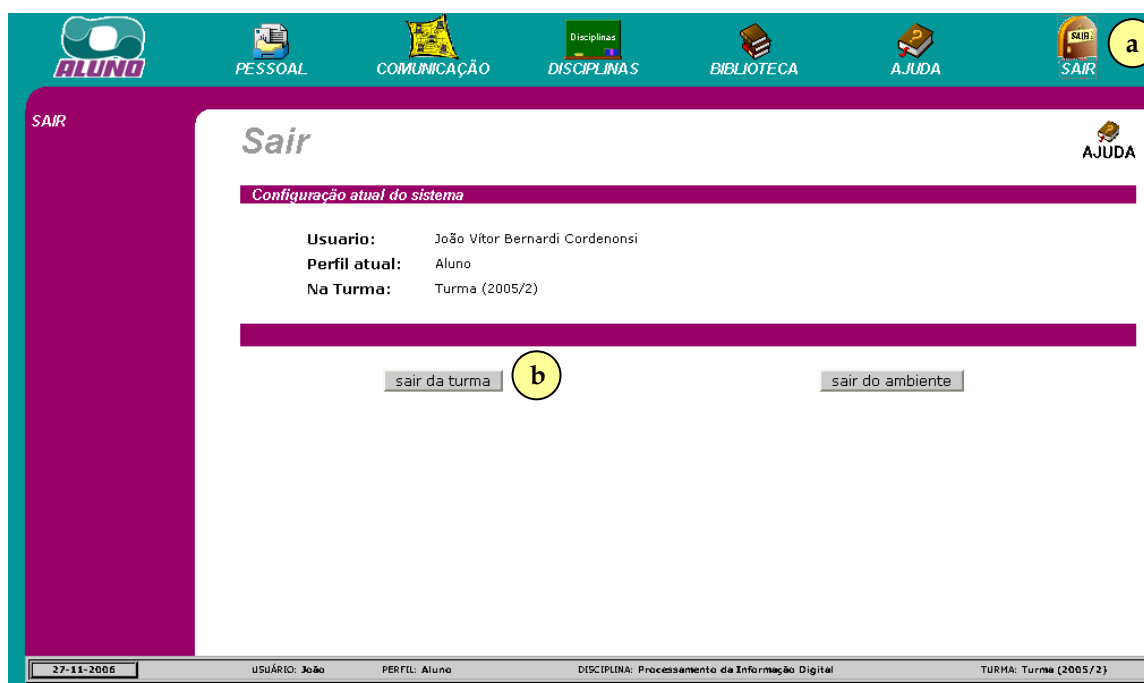 Disciplinas
SAIR
a
ALUNO
PESSOAL COMUNICAÇÃO DISCIPLINAS BIBLIOTECA AJUDA SAIR
SAIR
Sair
AJUDA
Configuração atual do sistema
Usuario: João Vítor Bernardi Cordenonsi
Perfil atual: Aluno
Na Turma: Turma (2005/2)
sair da turma b sair do ambiente
27-11-2006 USUÁRIO: João PERFIL: Aluno DISCIPLINA: Processamento da Informação Digital TURMA: Turma (2005/2)